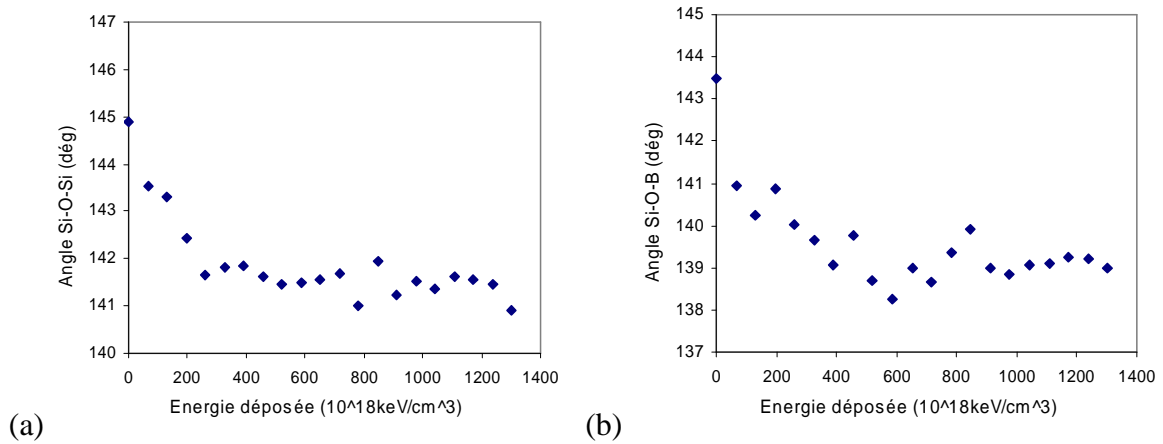 147
146
145
144
143
142
141
140
0 200 400 600 800 1000 1200 1400
Angle Si-O-Si (dég)
Energie déposée (10^18keV/cm^3)
(a)
145
144
143
142
141
140
139
138
137
0 200 400 600 800 1000 1200 1400
Angle Si-O-B (dég)
Energie déposée (10^18keV/cm^3)
(b)